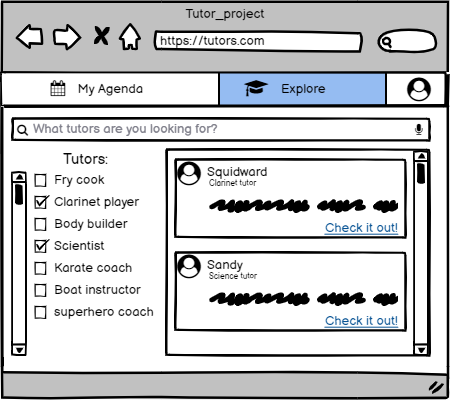 Tutor_project
https://tutors.com
My Agenda
Explore
What tutors are you looking for?
Tutors:
Fry cook
Clarinet player
Body builder
Scientist
Karate coach
Boat instructor
superhero coach
Squidward
Clarinet tutor
Check it out!
Sandy
Science tutor
Check it out!